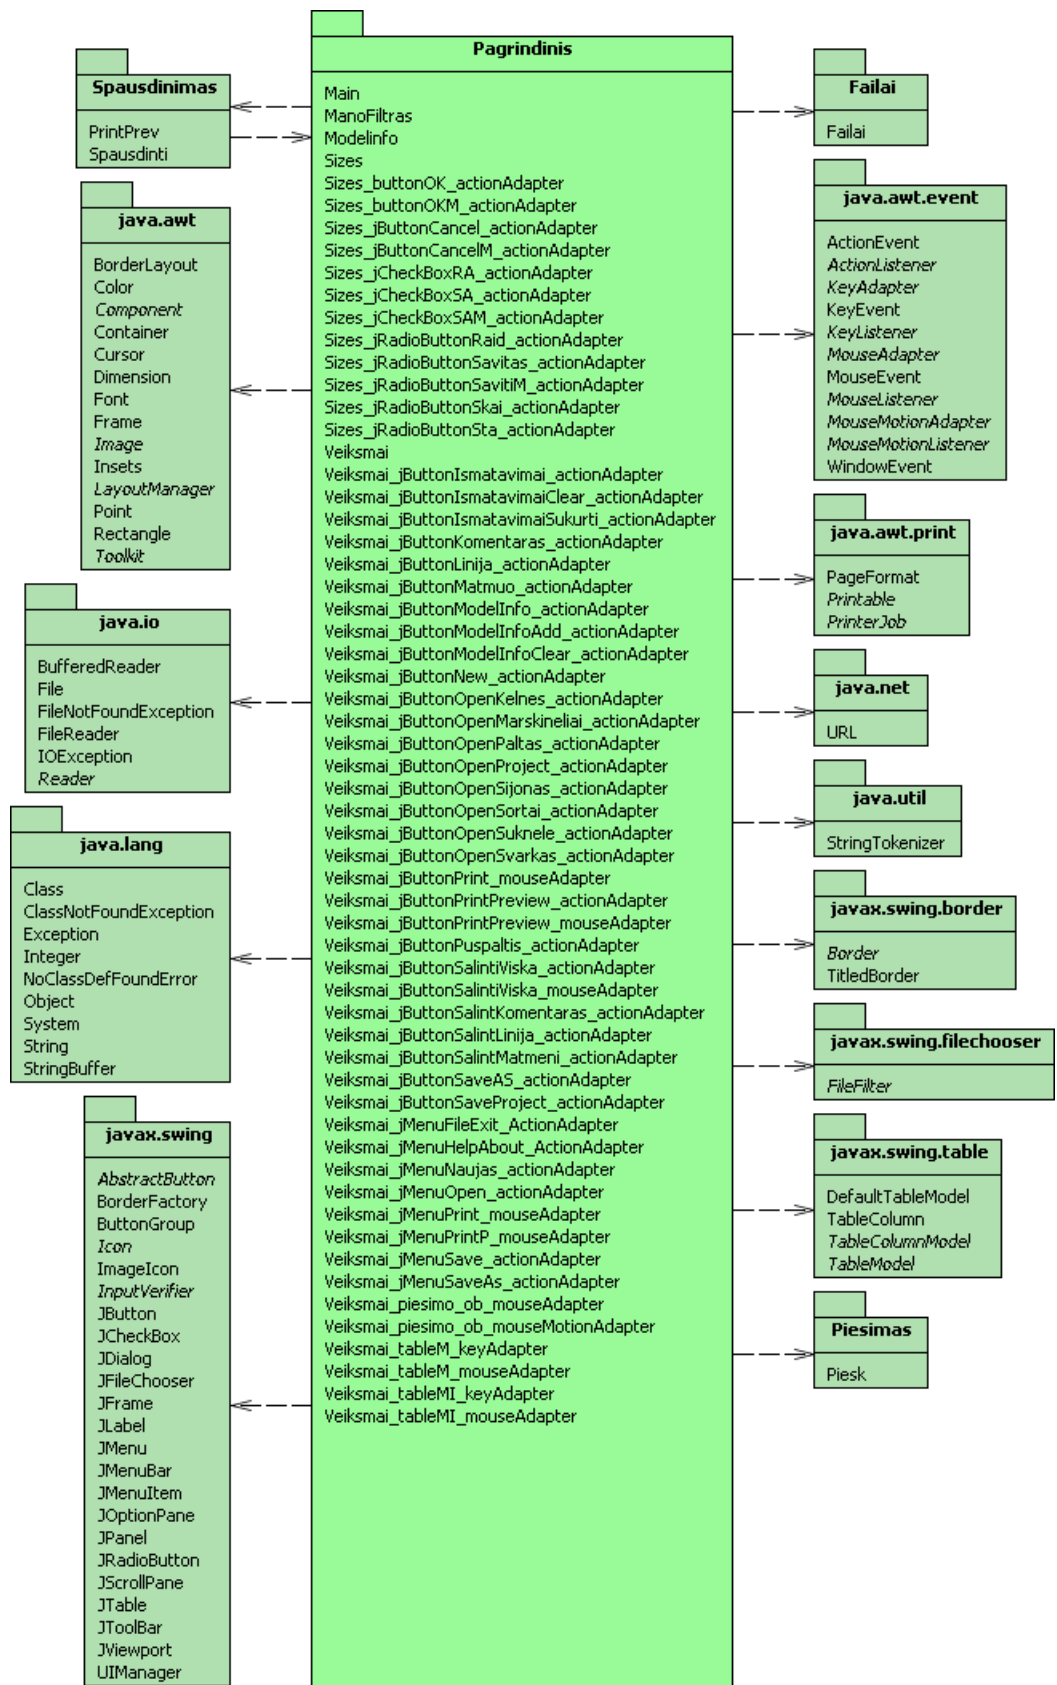 Spausdinimas
PrintPrev
Spausdinti
java.awt
BorderLayout
Color
Component
Container
Cursor
Dimension
Font
Frame
Image
Insets
LayoutManager
Point
Rectangle
Toolkit
java.io
BufferedReader
File
FileNotFoundException
FileReader
IOException
Reader
java.lang
Class
ClassNotFoundException
Exception
Integer
NoClassDefFoundError
Object
System
String
StringBuffer
javax.swing
AbstractButton
BorderFactory
ButtonGroup
Icon
ImageIcon
InputVerifier
JButton
JCheckBox
JDialog
JFileChooser
JFrame
JLabel
JMenu
JMenuBar
JMenuItem
JOptionPane
JPanel
JRadioButton
JScrollPane
JTable
JToolBar
JViewport
UIManager
Pagrindinis
Main
ManoFiltras
Modelinfo
Sizes
Sizes_buttonOK_actionAdapter
Sizes_buttonOKM_actionAdapter
Sizes_jButtonCancel_actionAdapter
Sizes_jButtonCancelM_actionAdapter
Sizes_jCheckBoxRA_actionAdapter
Sizes_jCheckBoxSA_actionAdapter
Sizes_jCheckBoxSAM_actionAdapter
Sizes_jRadioButtonRaid_actionAdapter
Sizes_jRadioButtonSavitas_actionAdapter
Sizes_jRadioButtonSavitiM_actionAdapter
Sizes_jRadioButtonSkai_actionAdapter
Sizes_jRadioButtonSta_actionAdapter
Veiksmai
Veiksmai_jButtonIsmatavimai_actionAdapter
Veiksmai_jButtonIsmatavimaiClear_actionAdapter
Veiksmai_jButtonIsmatavimaiSukurti_actionAdapter
Veiksmai_jButtonKomentaras_actionAdapter
Veiksmai_jButtonLinija_actionAdapter
Veiksmai_jButtonMatmuo_actionAdapter
Veiksmai_jButtonModelInfo_actionAdapter
Veiksmai_jButtonModelInfoAdd_actionAdapter
Veiksmai_jButtonModelInfoClear_actionAdapter
Veiksmai_jButtonNew_actionAdapter
Veiksmai_jButtonOpenKelnes_actionAdapter
Veiksmai_jButtonOpenMarskineliai_actionAdapter
Veiksmai_jButtonOpenPaltas_actionAdapter
Veiksmai_jButtonOpenProject_actionAdapter
Veiksmai_jButtonOpenSijonas_actionAdapter
Veiksmai_jButtonOpenSortai_actionAdapter
Veiksmai_jButtonOpenSuknele_actionAdapter
Veiksmai_jButtonOpenSvarkas_actionAdapter
Veiksmai_jButtonPrint_mouseAdapter
Veiksmai_jButtonPrintPreview_actionAdapter
Veiksmai_jButtonPrintPreview_mouseAdapter
Veiksmai_jButtonPuspaltis_actionAdapter
Veiksmai_jButtonSalintiViska_actionAdapter
Veiksmai_jButtonSalintiViska_mouseAdapter
Veiksmai_jButtonSalintKomentaras_actionAdapter
Veiksmai_jButtonSalintLinija_actionAdapter
Veiksmai_jButtonSalintMatmeni_actionAdapter
Veiksmai_jButtonSaveAS_actionAdapter
Veiksmai_jButtonSaveProject_actionAdapter
Veiksmai_jMenuFileExit_ActionAdapter
Veiksmai_jMenuHelpAbout_ActionAdapter
Veiksmai_jMenuNaujas_actionAdapter
Veiksmai_jMenuOpen_actionAdapter
Veiksmai_jMenuPrint_mouseAdapter
Veiksmai_jMenuPrintP_mouseAdapter
Veiksmai_jMenuSave_actionAdapter
Veiksmai_jMenuSaveAs_actionAdapter
Veiksmai_piesimo_ob_mouseAdapter
Veiksmai_piesimo_ob_mouseMotionAdapter
Veiksmai_tableM_keyAdapter
Veiksmai_tableM_mouseAdapter
Veiksmai_tableMI_keyAdapter
Veiksmai_tableMI_mouseAdapter
Failai
Failai
java.awt.event
ActionEvent
ActionListener
KeyAdapter
KeyEvent
KeyListener
MouseAdapter
MouseEvent
MouseListener
MouseMotionAdapter
MouseMotionListener
WindowEvent
java.awt.print
PageFormat
Printable
PrinterJob
java.net
URL
java.util
StringTokenizer
javax.swing.border
Border
TitledBorder
javax.swing.filechooser
FileFilter
javax.swing.table
DefaultTableModel
TableColumn
TableColumnModel
TableModel
Piesimas
Piesk